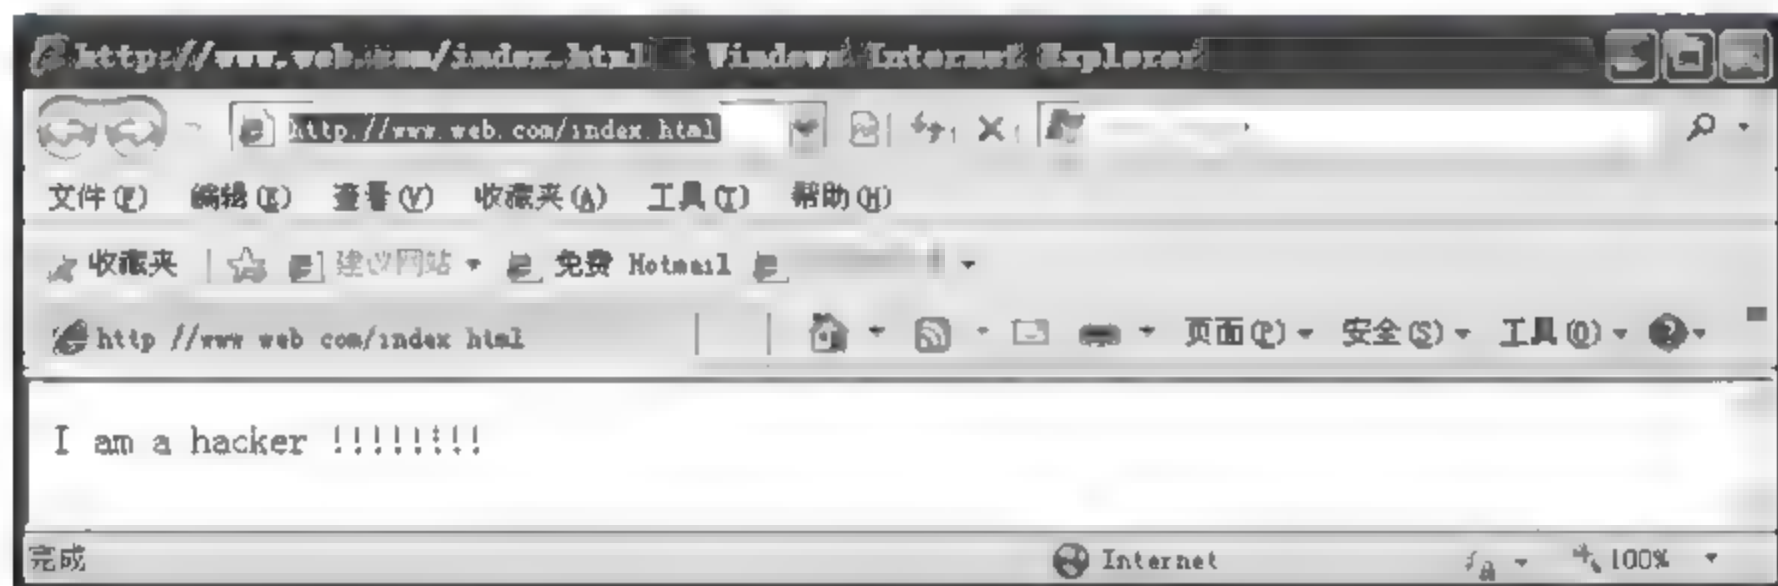 http://www.web.com/index.html - Windows Internet Explorer
http://www.web.com/index.html
文件(F) 编辑(E) 查看(V) 收藏夹(A) 工具(T) 帮助(H)
收藏夹 建议网站 免费 Hotmail
http://www.web.com/index.html 页面(P) 安全(S) 工具(O)
I am a hacker !!!!!!!!
完成 Internet 100%